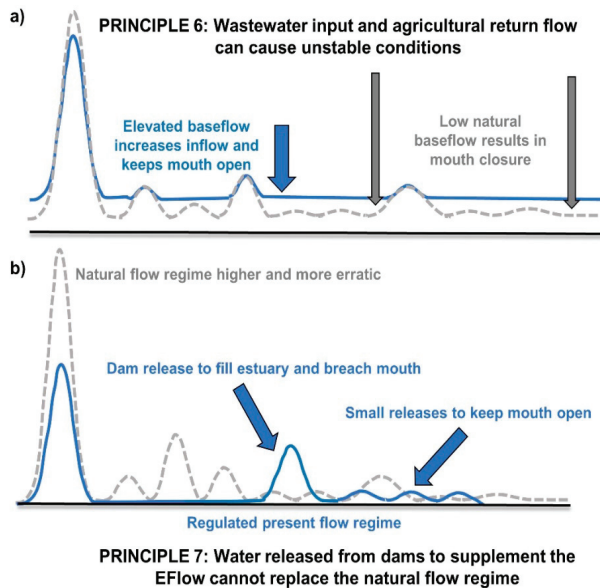 a)
PRINCIPLE 6: Wastewater input and agricultural return flow
can cause unstable conditions
Elevated baseflow
increases inflow and
keeps mouth open
Low natural
baseflow results in
mouth closure
b)
Natural flow regime higher and more erratic
Dam release to fill estuary and breach mouth
Small releases to keep mouth open
Regulated present flow regime
PRINCIPLE 7: Water released from dams to supplement the
EFlow cannot replace the natural flow regime